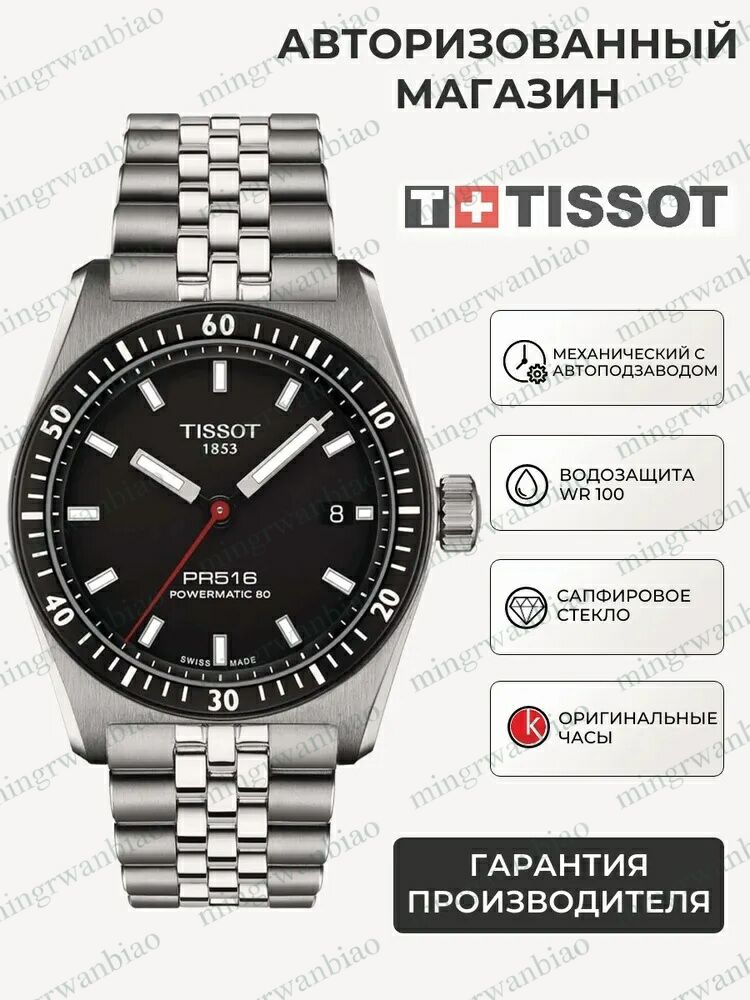 АВТОРИЗОВАННЫЙ
МАГАЗИН
T+TISSOT
МЕХАНИЧЕСКИЙ С
АВТОПОДЗАВОДОМ
ВОДОЗАЩИТА
WR 100
САПФИРОВОЕ
СТЕКЛО
k
ОРИГИНАЛЬНЫЕ
ЧАСЫ
ГАРАНТИЯ
ПРОИЗВОДИТЕЛЯ
60
10
20
30
40
50
TISSOT
1853
8
PR516
POWERMATIC 80
SWISS MADE
mingrwanbiao